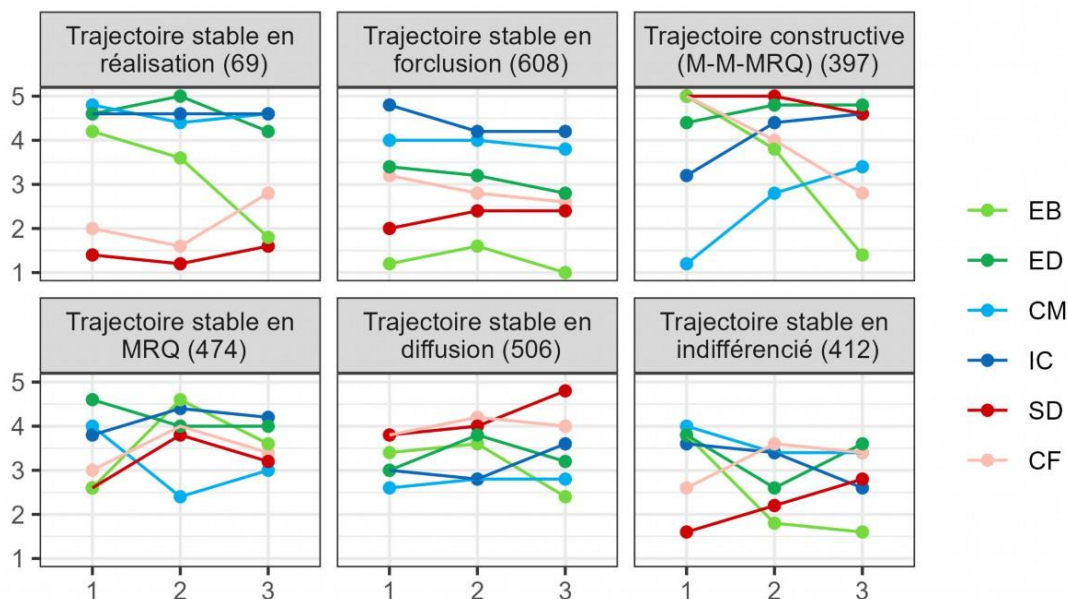 Trajectoire stable en
réalisation (69)
Trajectoire stable en
forclusion (608)
Trajectoire constructive
(M-M-MRQ) (397)
5
4
3
2
1
Trajectoire stable en
MRQ (474)
Trajectoire stable en
diffusion (506)
Trajectoire stable en
indifférencié (412)
5
4
3
2
1
1 2 3
1 2 3
1 2 3
EB
ED
CM
IC
SD
CF